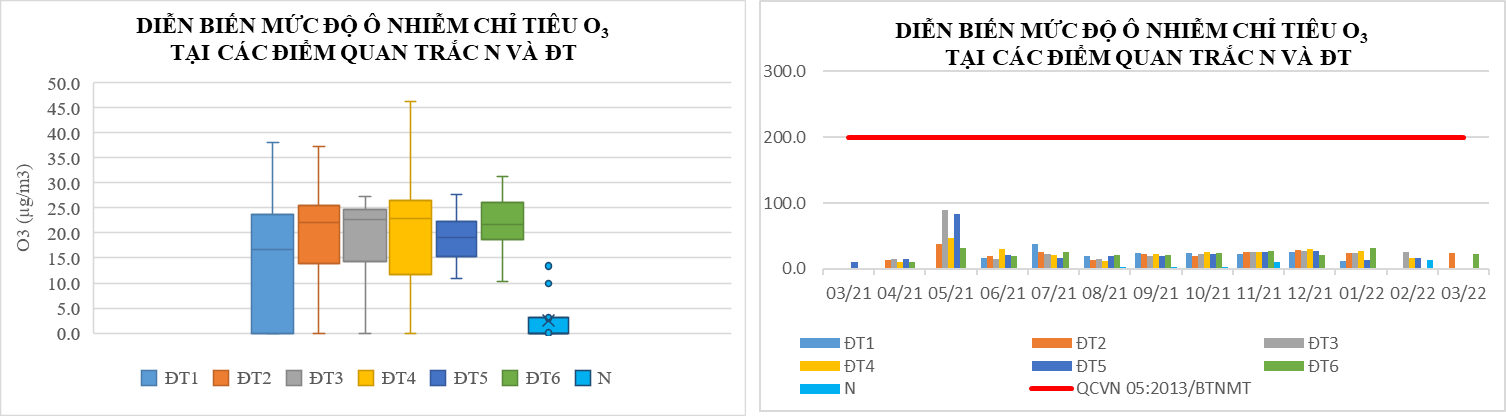 DIỄN BIẾN MỨC ĐỘ Ô NHIỄM CHỈ TIÊU O3
TẠI CÁC ĐIỂM QUAN TRẮC N VÀ ĐT
50.0
45.0
40.0
35.0
30.0
25.0
20.0
15.0
10.0
5.0
0.0
O3 (µg/m3)
ĐT1 ĐT2 ĐT3 ĐT4 ĐT5 ĐT6 N
DIỄN BIẾN MỨC ĐỘ Ô NHIỄM CHỈ TIÊU O3
TẠI CÁC ĐIỂM QUAN TRẮC N VÀ ĐT
300.0
200.0
100.0
0.0
03/21 04/21 05/21 06/21 07/21 08/21 09/21 10/21 11/21 12/21 01/22 02/22 03/22
ĐT1 ĐT2 ĐT3
ĐT4 ĐT5 ĐT6
N QCVN 05:2013/BTNMT